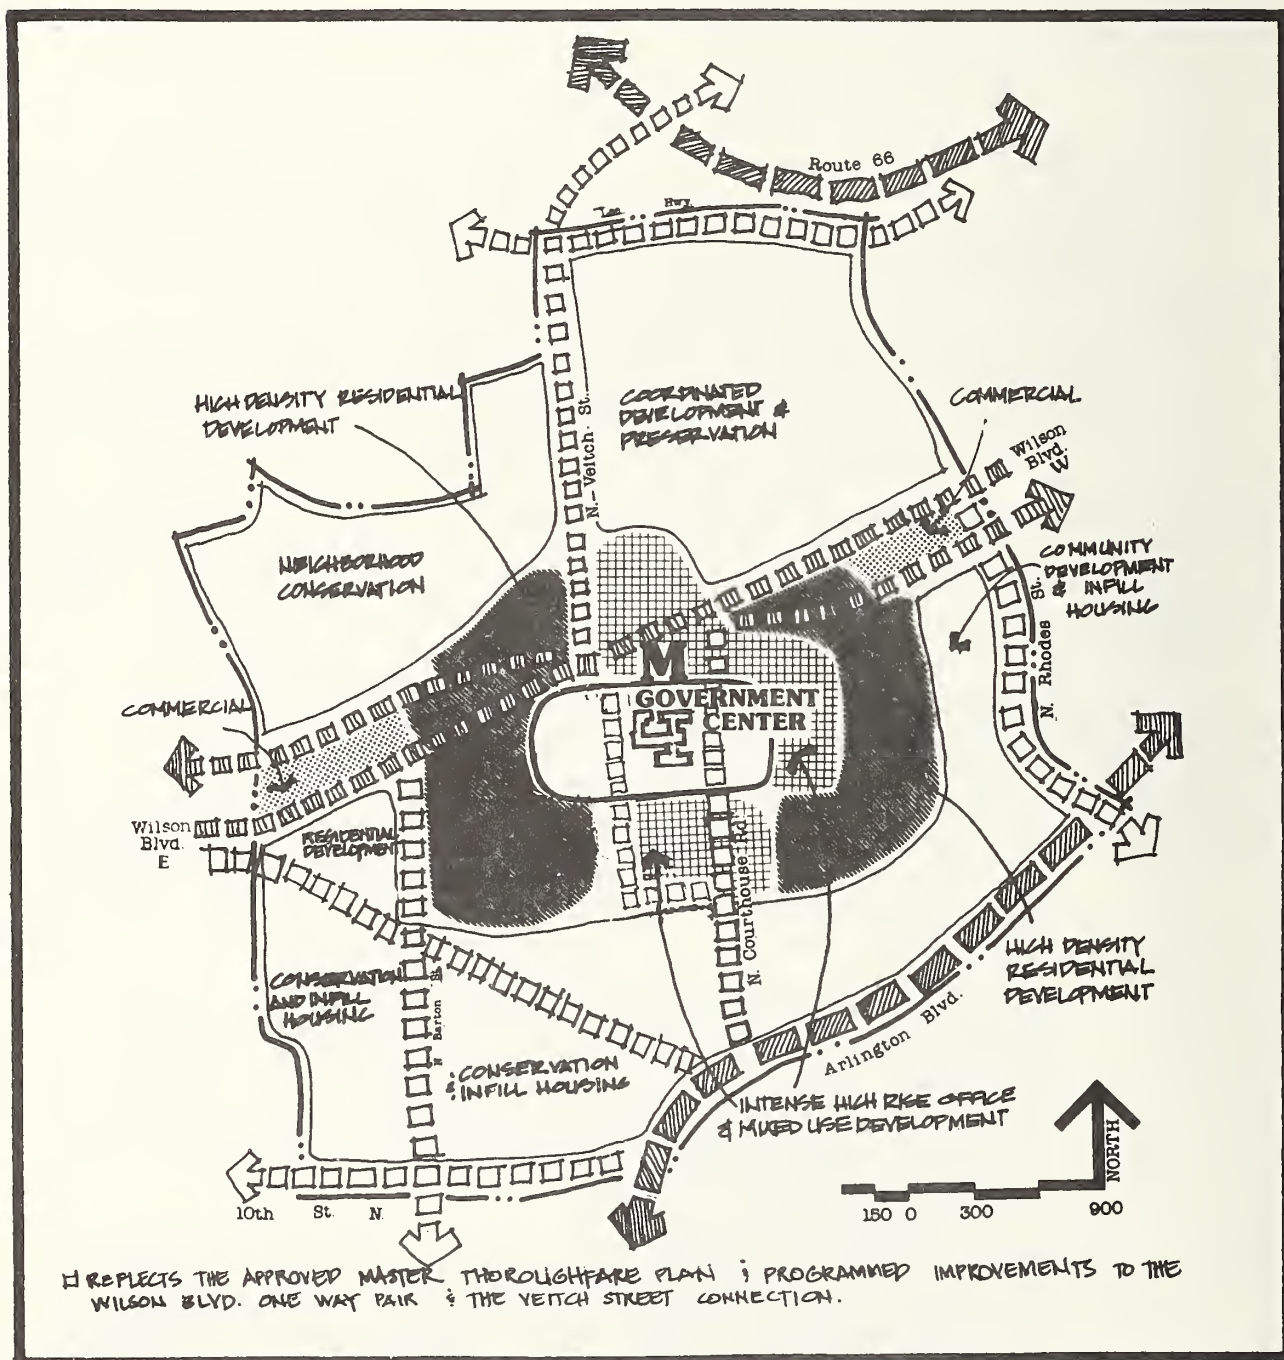 Route 66
Lee Hwy.
HIGH DENSITY RESIDENTIAL
DEVELOPMENT
N. Veitch St.
COORDINATED
DEVELOPMENT &
PRESERVATION
COMMERCIAL
Wilson
Blvd.
W
NEIGHBORHOOD
CONSERVATION
COMMUNITY
DEVELOPMENT
& INFILL
HOUSING
N. Rhodes St.
M
GOVERNMENT
CENTER
COMMERCIAL
Wilson
Blvd.
E
RESIDENTIAL
DEVELOPMENT
N. Courthouse Rd
HIGH DENSITY
RESIDENTIAL
DEVELOPMENT
CONSERVATION
AND INFILL
HOUSING
N Barton St.
CONSERVATION
& INFILL HOUSING
Arlington Blvd.
INTENSE HIGH RISE OFFICE
& MIXED USE DEVELOPMENT
NORTH
10th St. N.
150 0 300 900
REFLECTS THE APPROVED MASTER THOROUGHFARE PLAN & PROGRAMMED IMPROVEMENTS TO THE
WILSON BLVD. ONE WAY PAIR & THE VEITCH STREET CONNECTION.